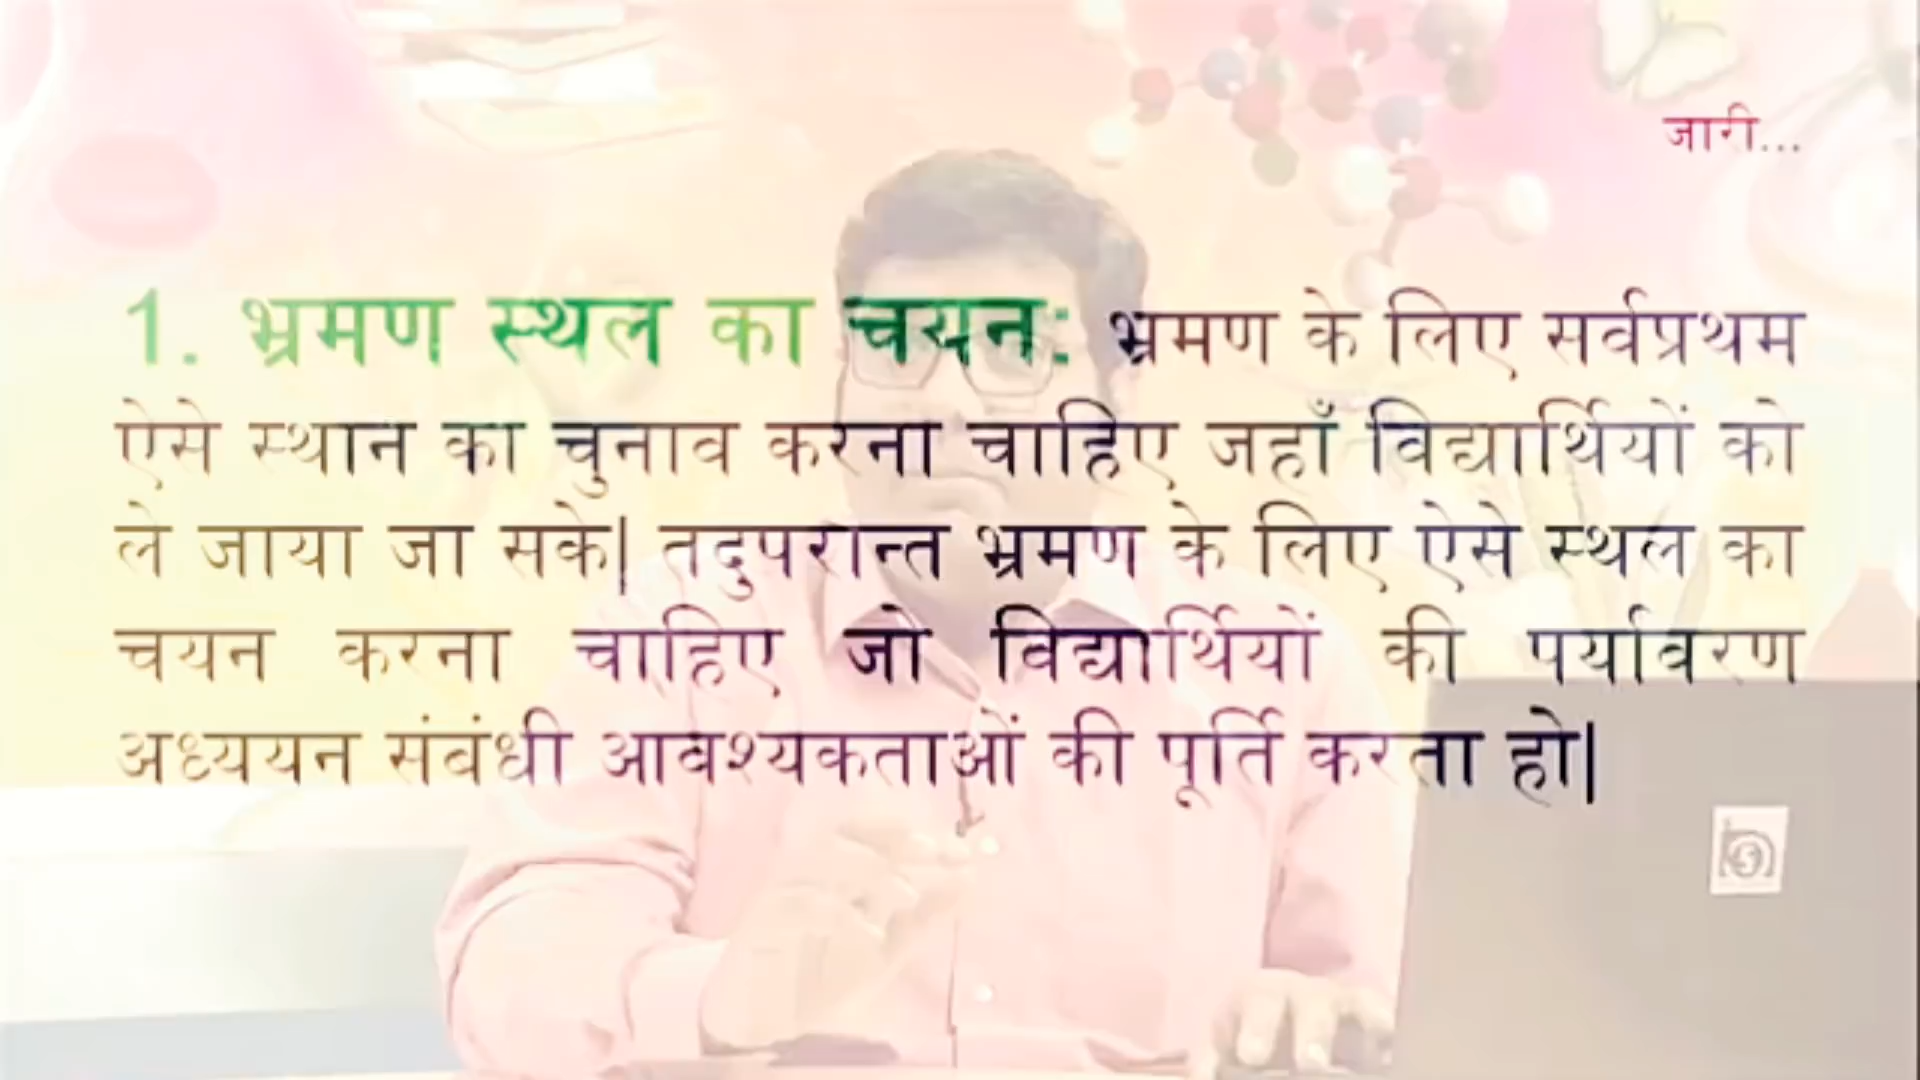 जारी...
1. भ्रमण स्थल का चयन: भ्रमण के लिए सर्वप्रथम
ऐसे स्थान का चुनाव करना चाहिए जहाँ विद्यार्थियों को
ले जाया जा सके| तदुपरान्त भ्रमण के लिए ऐसे स्थल का
चयन करना चाहिए जो विद्यार्थियों की पर्यावरण
अध्ययन संबंधी आवश्यकताओं की पूर्ति करता हो|